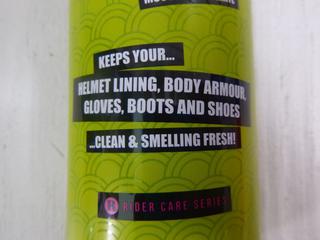 KEEPS YOUR...
HELMET LINING, BODY ARMOUR,
GLOVES, BOOTS AND SHOES
...CLEAN & SMELLING FRESH!
RIDER CARE SERIES